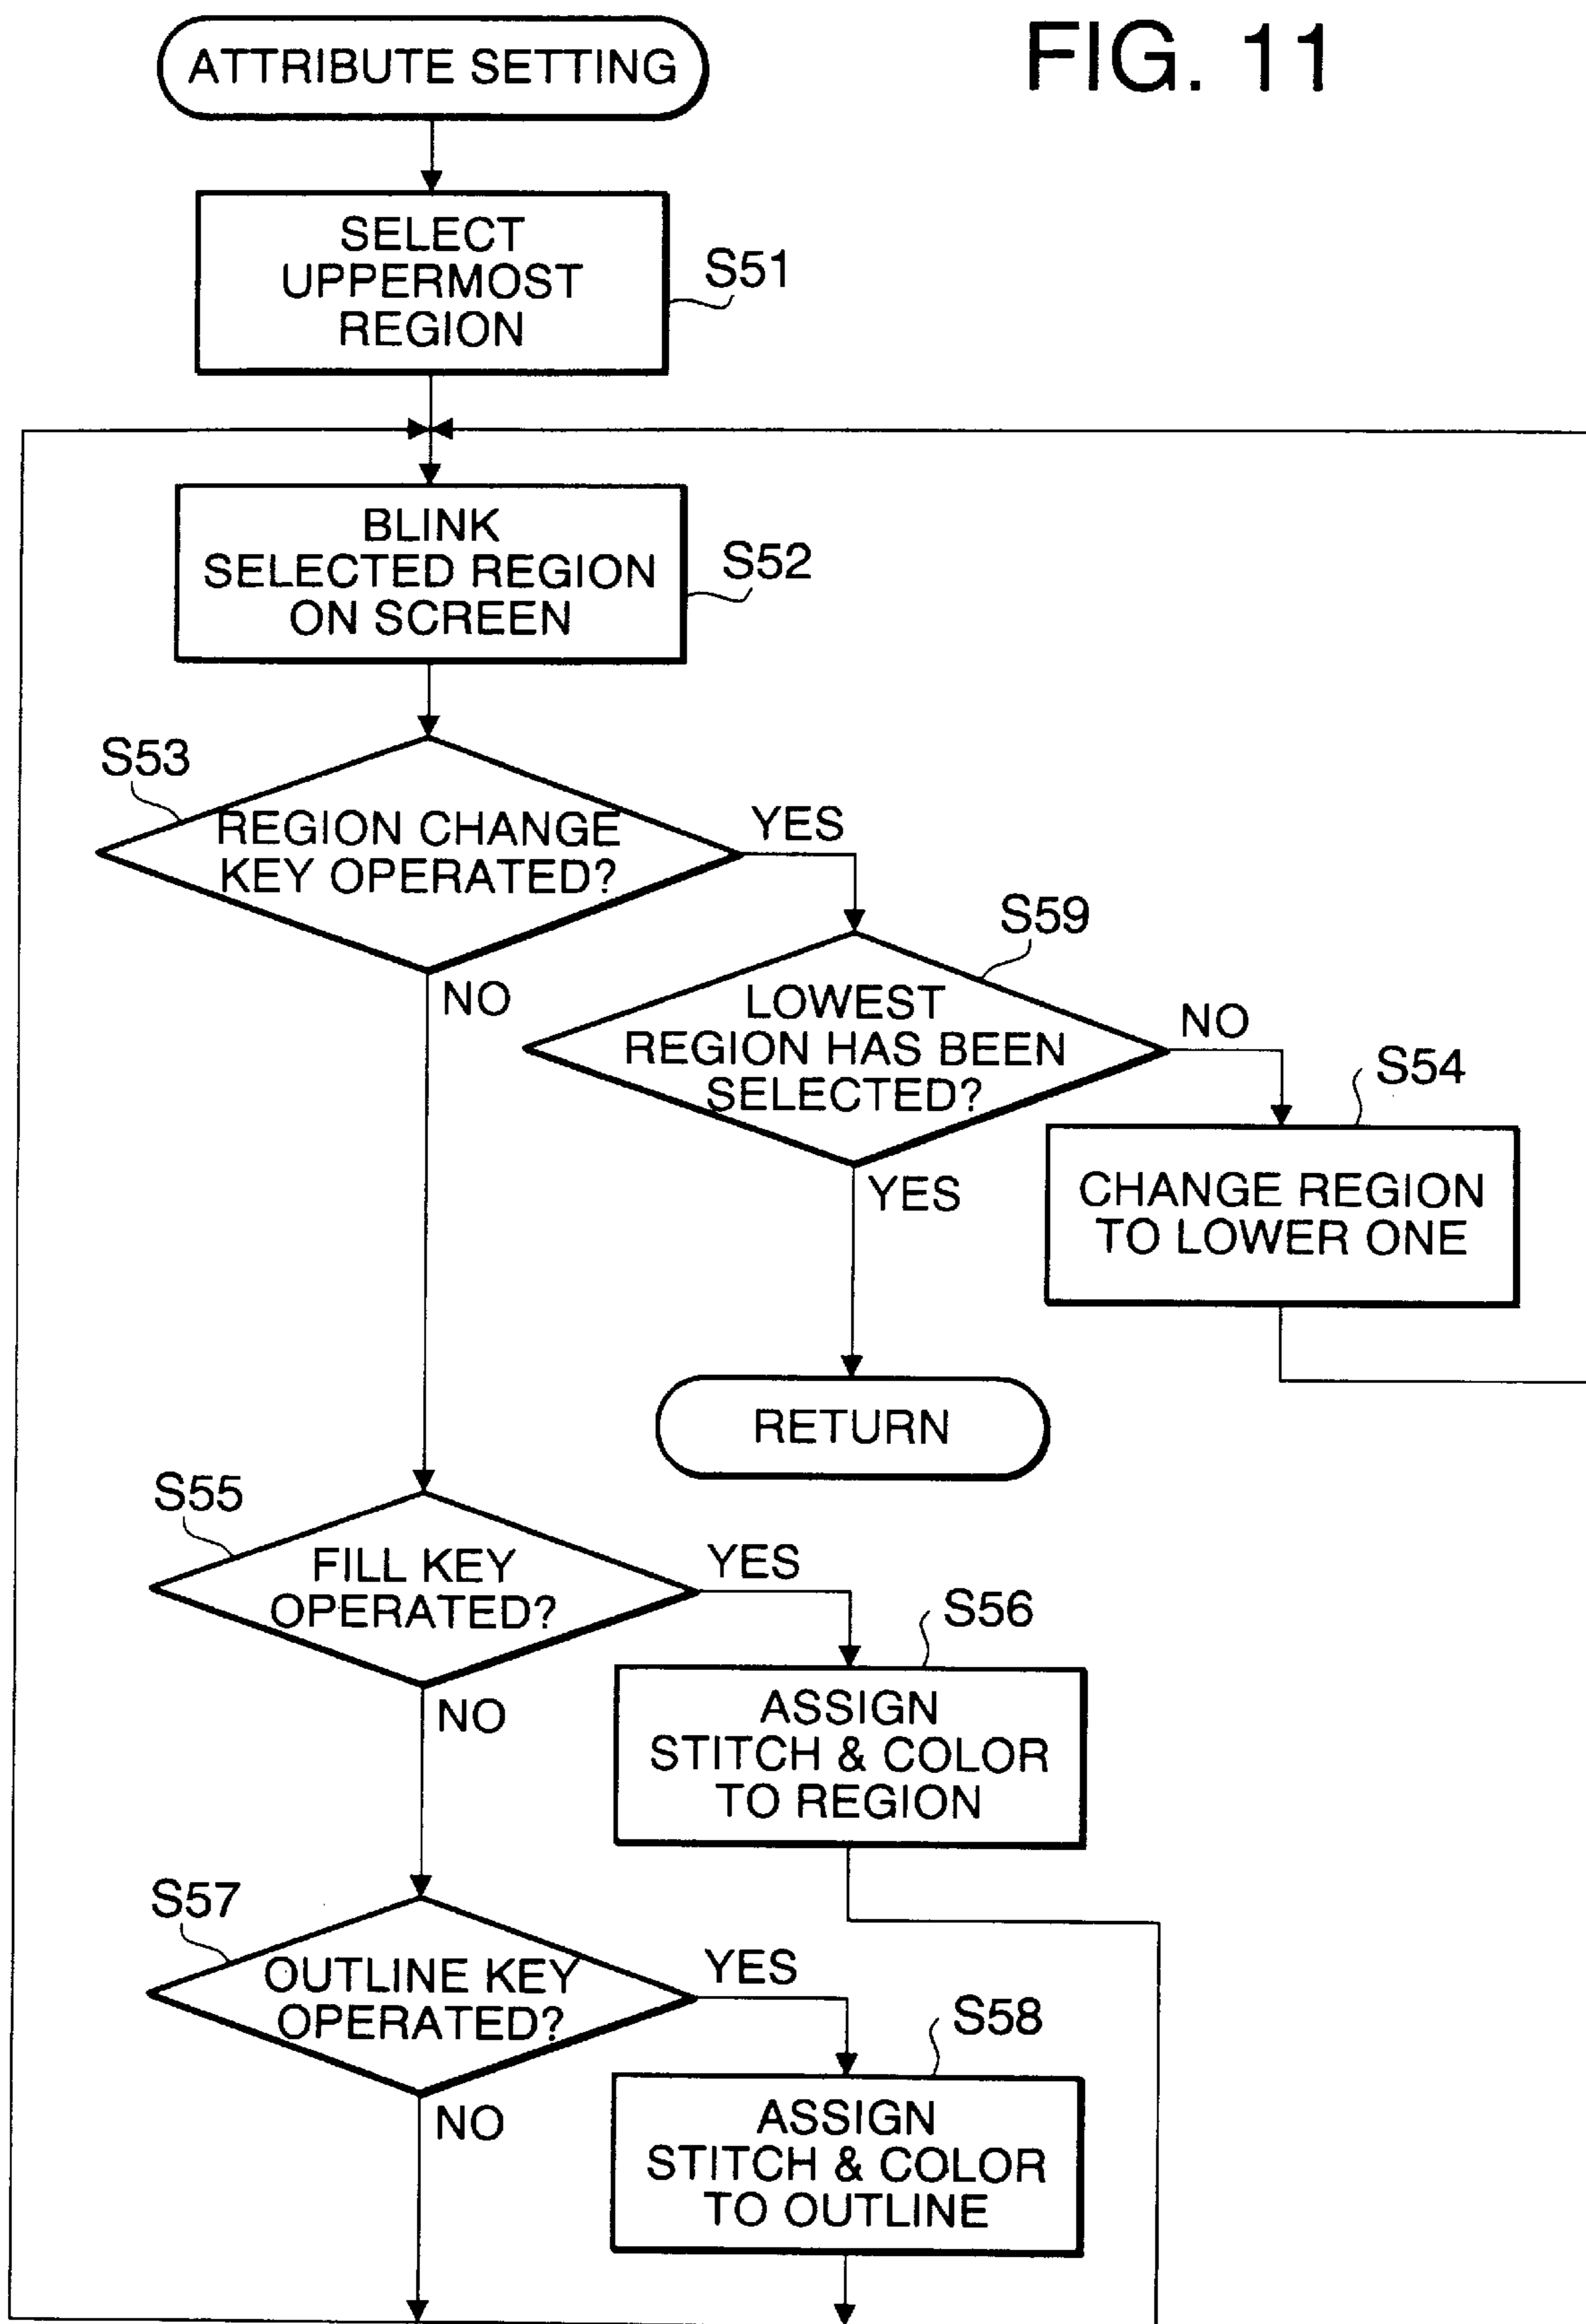 FIG. 11
ATTRIBUTE SETTING
SELECT
UPPERMOST
REGION
S51
BLINK
SELECTED REGION
ON SCREEN
S52
S53
REGION CHANGE
KEY OPERATED?
YES
NO
S59
LOWEST
REGION HAS BEEN
SELECTED?
NO
YES
S54
CHANGE REGION
TO LOWER ONE
RETURN
S55
FILL KEY
OPERATED?
YES
NO
S56
ASSIGN
STITCH & COLOR
TO REGION
S57
OUTLINE KEY
OPERATED?
YES
NO
S58
ASSIGN
STITCH & COLOR
TO OUTLINE